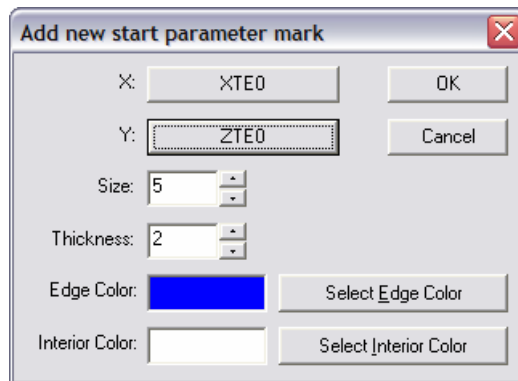 Add new start parameter mark
X: XTE0 OK
Y: ZTE0 Cancel
Size: 5
Thickness: 2
Edge Color: Select Edge Color
Interior Color: Select Interior Color